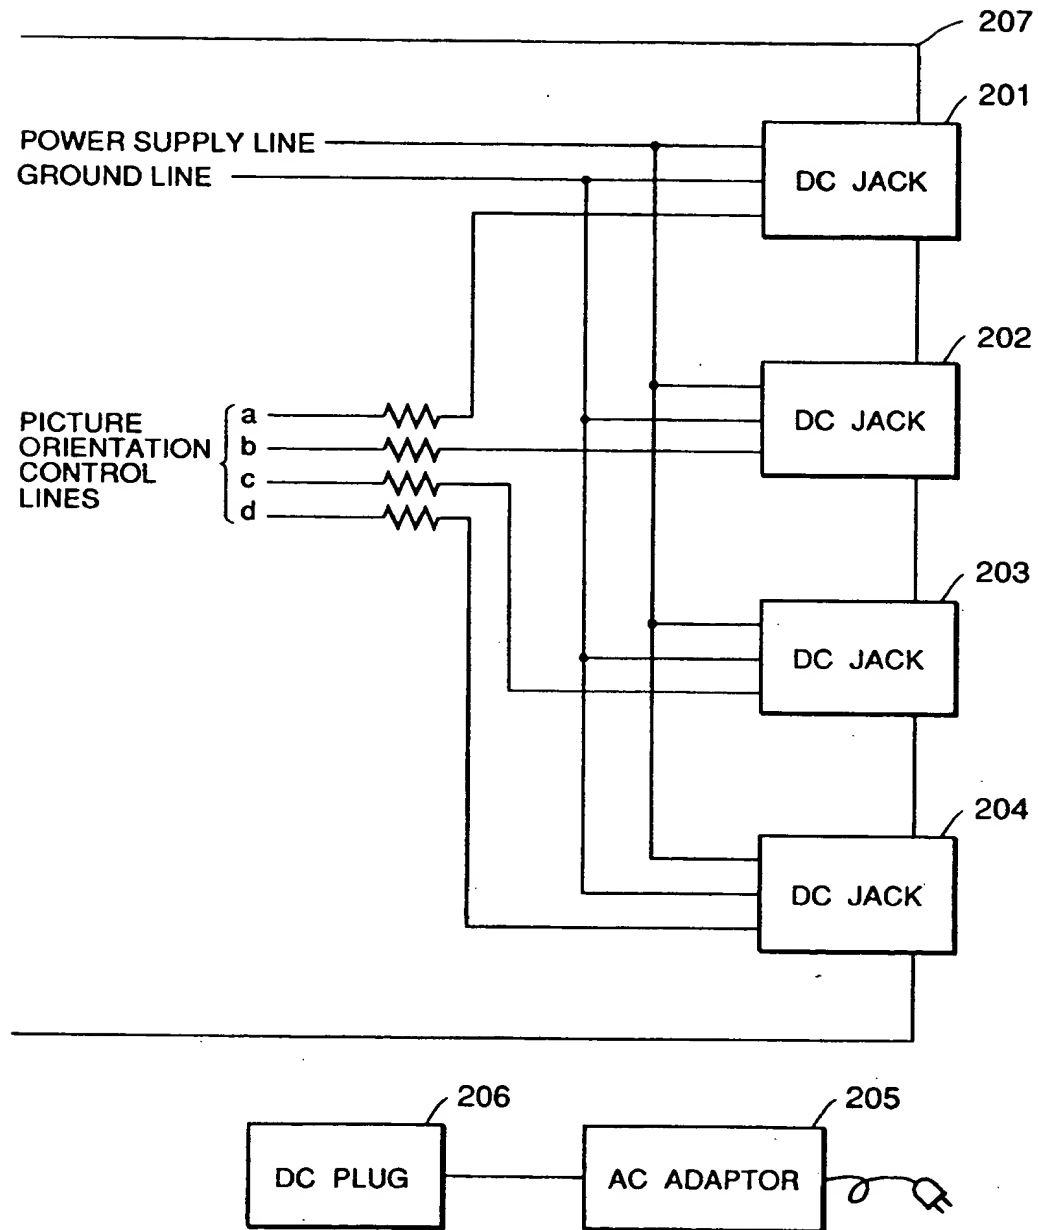 207
201
POWER SUPPLY LINE
GROUND LINE
DC JACK
202
DC JACK
PICTURE
ORIENTATION
CONTROL
LINES
a
b
c
d
203
DC JACK
204
DC JACK
206
205
DC PLUG
AC ADAPTOR